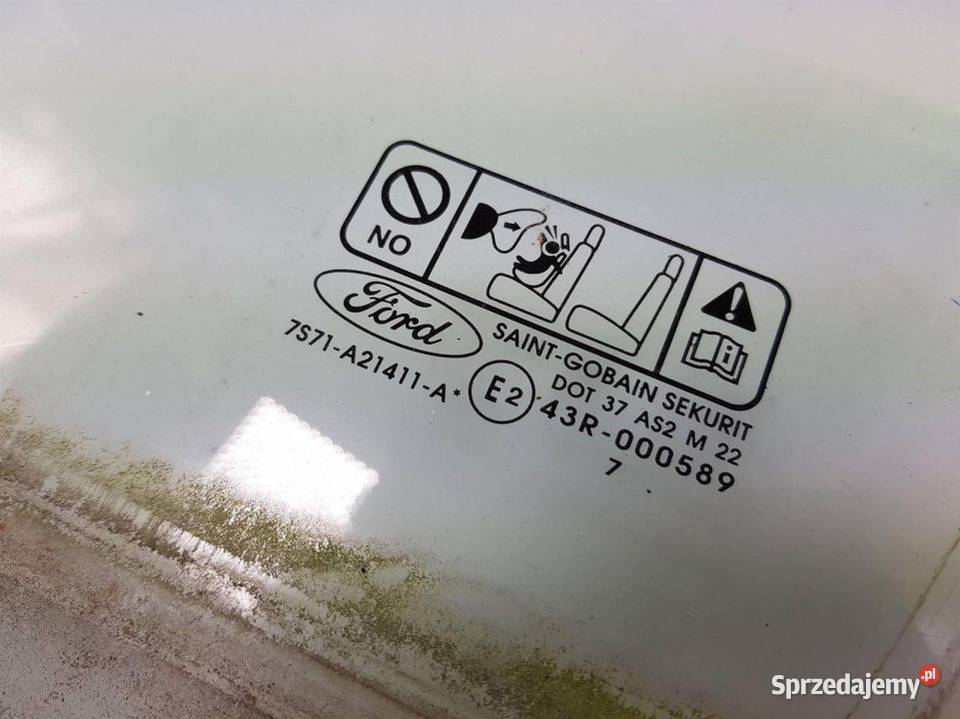 NO
Ford
7S71-A21411-A*
SAINT-GOBAIN SEKURIT
DOT 37 AS2 M 22
E2
43R-000589
7
Sprzedajemy.pl